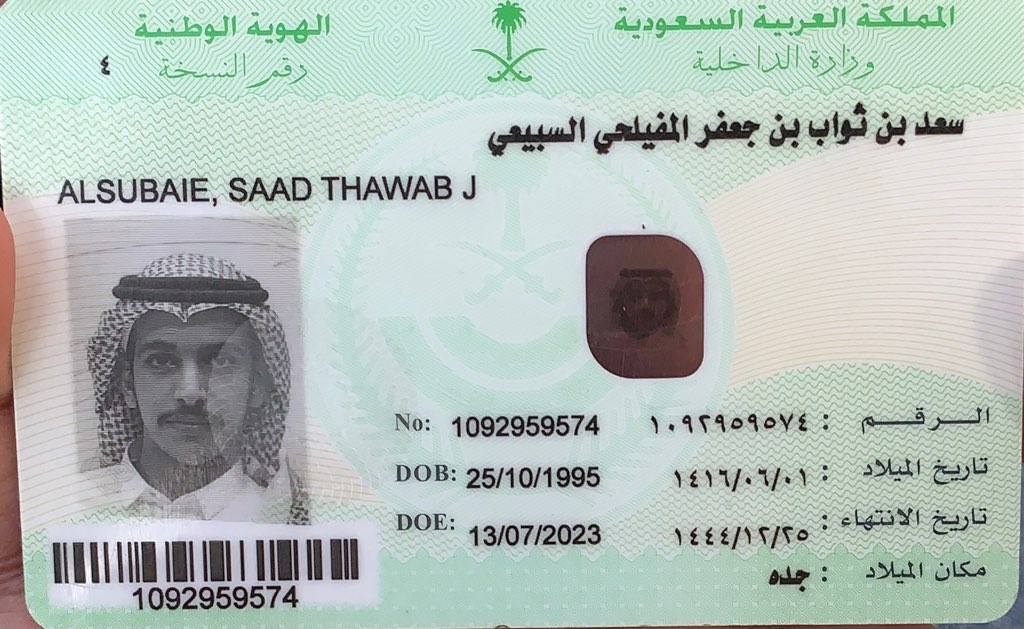 المملكة العربية السعودية
وزارة الداخلية
الهوية الوطنية
رقم النسخة ٤
سعد بن ثواب بن جعفر المفيلحي السبيعي
ALSUBAIE, SAAD THAWAB J
No: 1092959574 الرقم : ١٠٩٢٩٥٩٥٧٤
DOB: 25/10/1995 تاريخ الميلاد : ١٤١٦/٠٦/٠١
DOE: 13/07/2023 تاريخ الانتهاء : ١٤٤٤/١٢/٢٥
مكان الميلاد : جده
1092959574